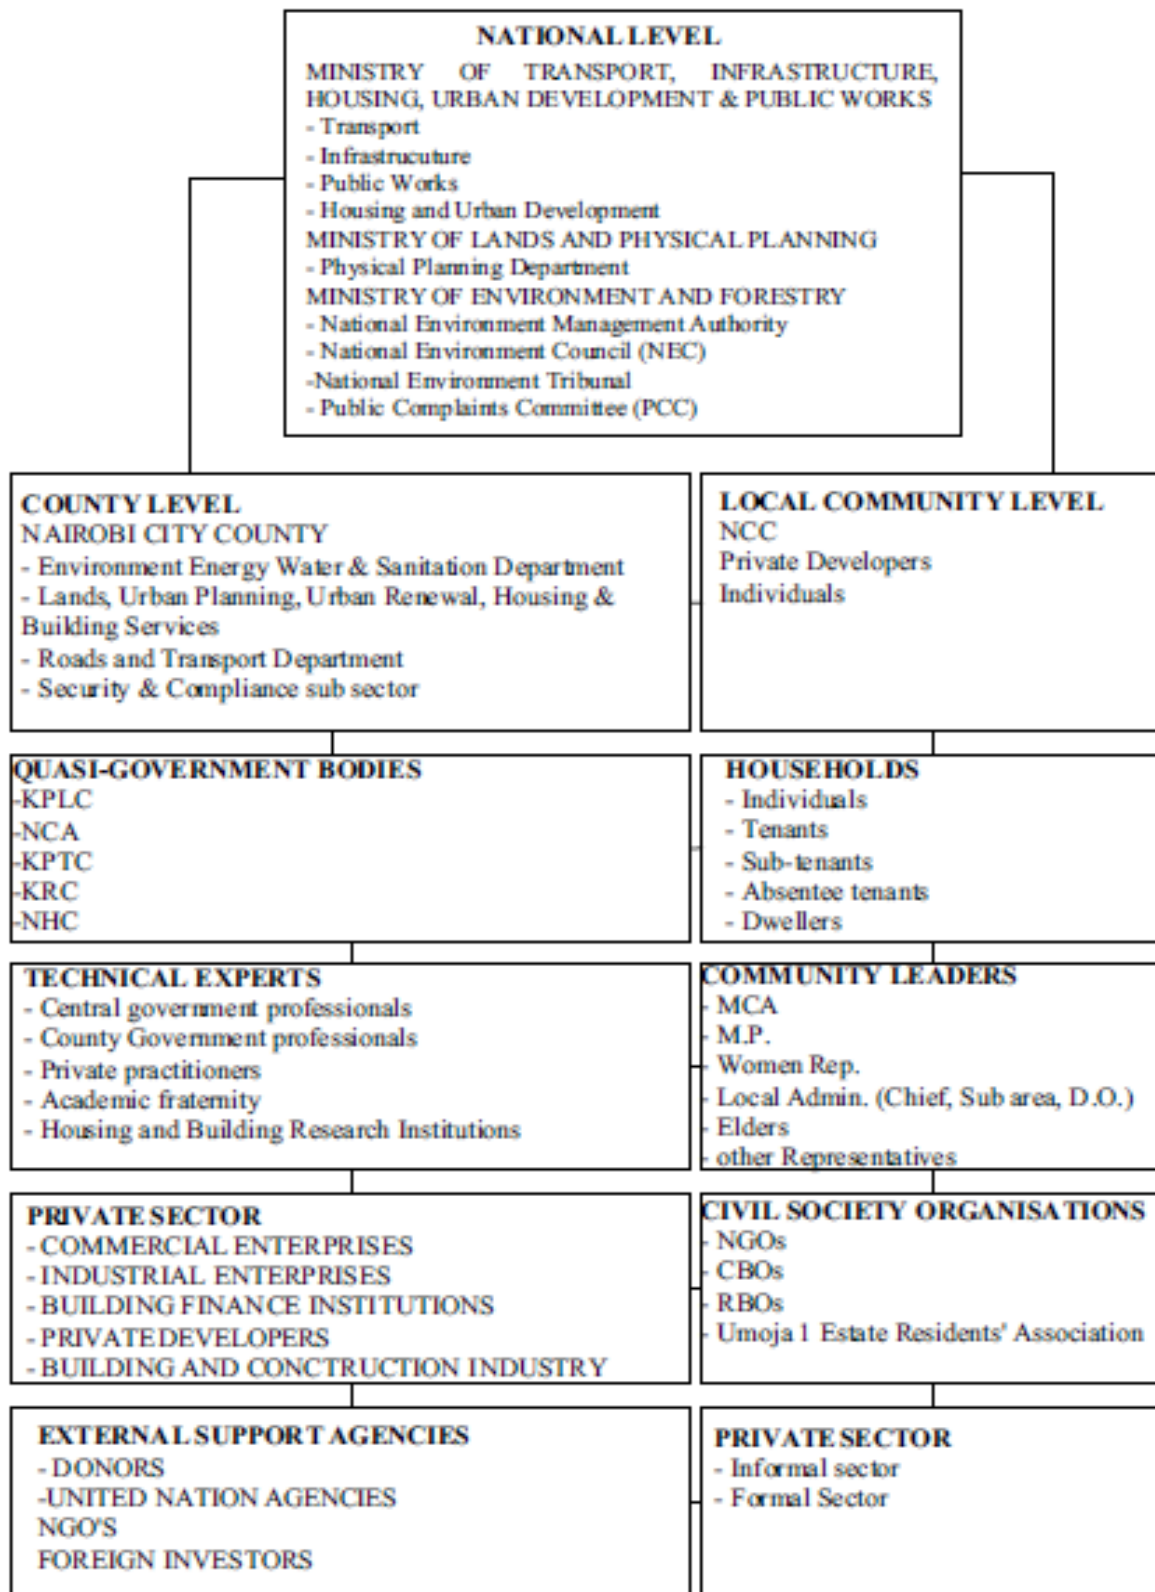 NATIONAL LEVEL
MINISTRY OF TRANSPORT, INFRASTRUCTURE,
HOUSING, URBAN DEVELOPMENT & PUBLIC WORKS
- Transport
- Infrastrucuture
- Public Works
- Housing and Urban Development
MINISTRY OF LANDS AND PHYSICAL PLANNING
- Physical Planning Department
MINISTRY OF ENVIRONMENT AND FORESTRY
- National Environment Management Authority
- National Environment Council (NEC)
-National Environment Tribunal
- Public Complaints Committee (PCC)
COUNTY LEVEL
NAIROBI CITY COUNTY
- Environment Energy Water & Sanitation Department
- Lands, Urban Planning, Urban Renewal, Housing &
Building Services
- Roads and Transport Department
- Security & Compliance sub sector
LOCAL COMMUNITY LEVEL
NCC
Private Developers
Individuals
QUASI-GOVERNMENT BODIES
-KPLC
-NCA
-KPTC
-KRC
-NHC
HOUSEHOLDS
- Individuals
- Tenants
- Sub-tenants
- Absentee tenants
- Dwellers
TECHNICAL EXPERTS
- Central government professionals
- County Government professionals
- Private practitioners
- Academic fraternity
- Housing and Building Research Institutions
COMMUNITY LEADERS
- MCA
- M.P.
- Women Rep.
- Local Admin. (Chief, Sub area, D.O.)
- Elders
- other Representatives
PRIVATE SECTOR
- COMMERCIAL ENTERPRISES
- INDUSTRIAL ENTERPRISES
- BUILDING FINANCE INSTITUTIONS
- PRIVATE DEVELOPERS
- BUILDING AND CONCTRUCTION INDUSTRY
CIVIL SOCIETY ORGANISATIONS
- NGOs
- CBOs
- RBOs
- Umoja 1 Estate Residents' Association
EXTERNAL SUPPORT AGENCIES
- DONORS
-UNITED NATION AGENCIES
NGO'S
FOREIGN INVESTORS
PRIVATE SECTOR
- Informal sector
- Formal Sector